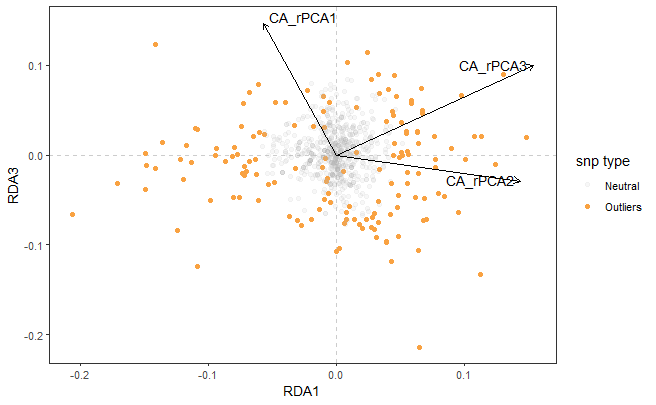 CA_rPCA1
CA_rPCA3
CA_rPCA2
0.1
0.0
-0.1
-0.2
RDA3
-0.2
-0.1
0.0
0.1
RDA1
snp type
Neutral
Outliers